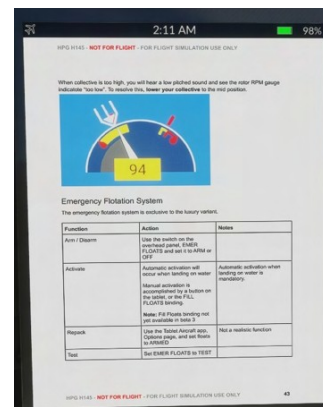 2:11 AM
98%
HPG H145 - NOT FOR FLIGHT - FOR FLIGHT SIMULATION USE ONLY
When collective is too high, you will hear a low pitched sound and see the rotor RPM gauge
indicatate "too low". To resolve this, lower your collective to the mid position.
94
Emergency Flotation System
The emergency flotation system is exclusive to the luxury variant.
Function Action Notes
Arm / Disarm Use the switch on the
overhead panel, EMER
FLOATS and set it to ARM or
OFF
Activate Automatic activation will Automatic activation when
occur when landing on water landing on water is
mandatory.
Manual activation is
accomplished by a button on
the tablet, or the FILL
FLOATS binding.
Note: Fill Floats binding not
yet available in beta 3
Repack Use the Tablet Aircraft app, Not a realistic function
Options page, and set floats
to ARMED
Test Set EMER FLOATS to TEST
HPG H145 - NOT FOR FLIGHT - FOR FLIGHT SIMULATION USE ONLY 43